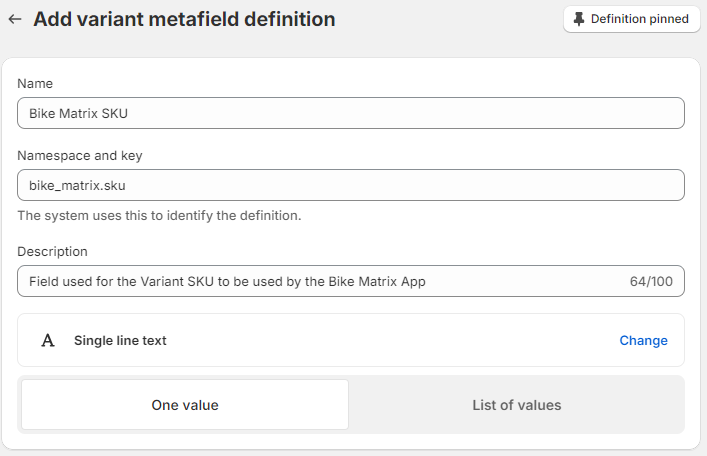 Add variant metafield definition
Definition pinned
Name
Bike Matrix SKU
Namespace and key
bike_matrix.sku
The system uses this to identify the definition.
Description
Field used for the Variant SKU to be used by the Bike Matrix App 64/100
A Single line text Change
One value List of values